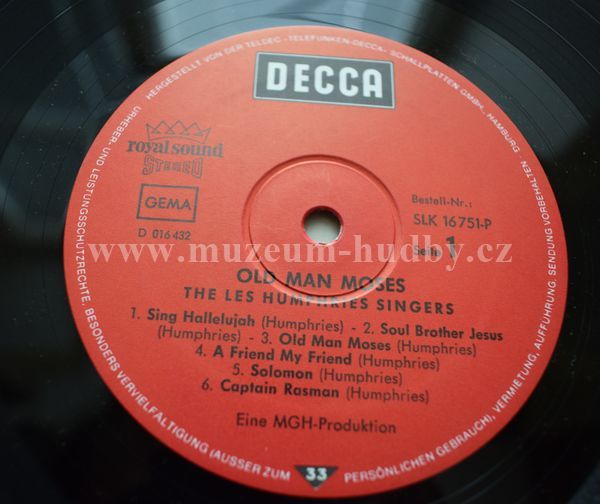 HERGESTELLT VON DER TELDEC »TELEFUNKEN-DECCA« SCHALLPLATTEN GMBH., HAMBURG
URHEBER- UND LEISTUNGSSCHUTZRECHTE, BESONDERS VERVIELFÄLTIGUNG (AUSSER ZUM PERSÖNLICHEN GEBRAUCH), VERMIETUNG, AUFFÜHRUNG, SENDUNG VORBEHALTEN
DECCA
royal sound
STEREO
GEMA
D 016 432
Bestell-Nr.:
SLK 16 751-P
Seite 1
www.muzeum-hudby.cz
OLD MAN MOSES
THE LES HUMPHRIES SINGERS
1. Sing Hallelujah (Humphries) - 2. Soul Brother Jesus
(Humphries) - 3. Old Man Moses (Humphries)
4. A Friend My Friend (Humphries)
5. Solomon (Humphries)
6. Captain Rasman (Humphries)
Eine MGH-Produktion
33